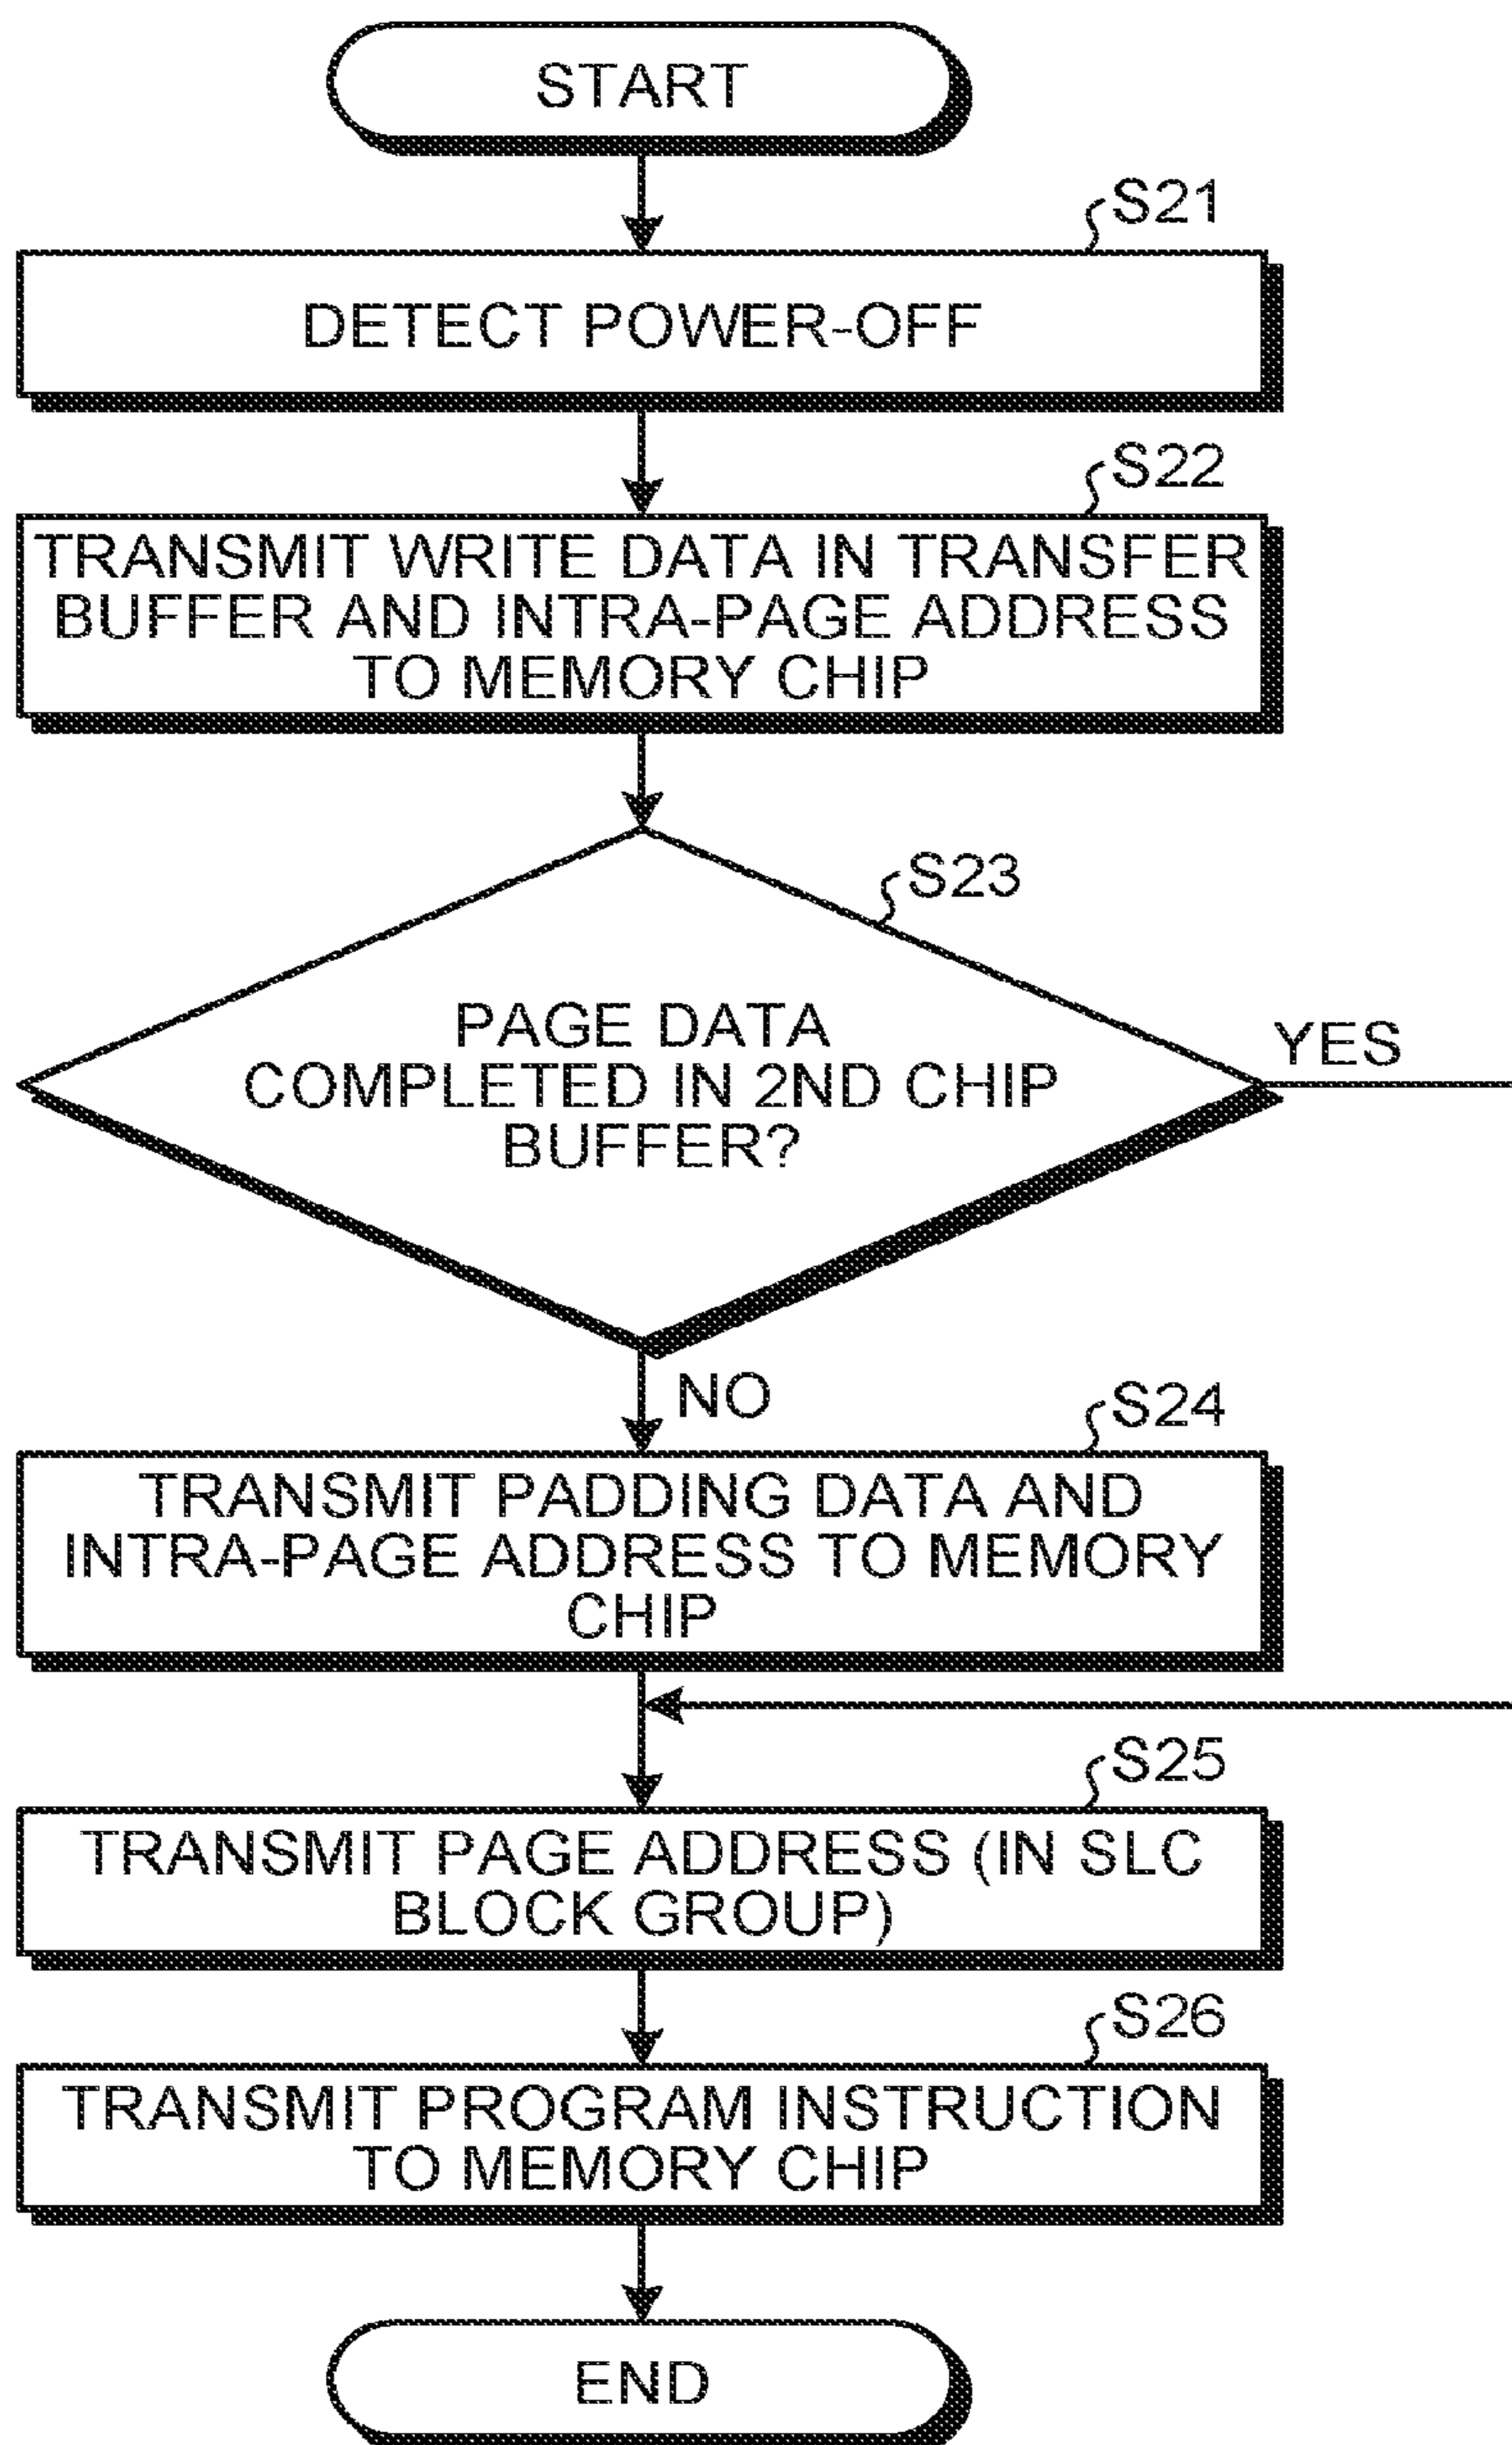 START
S21
DETECT POWER-OFF
S22
TRANSMIT WRITE DATA IN TRANSFER
BUFFER AND INTRA-PAGE ADDRESS
TO MEMORY CHIP
S23
PAGE DATA
COMPLETED IN 2ND CHIP
BUFFER?
YES
NO
S24
TRANSMIT PADDING DATA AND
INTRA-PAGE ADDRESS TO MEMORY
CHIP
S25
TRANSMIT PAGE ADDRESS (IN SLC
BLOCK GROUP)
S26
TRANSMIT PROGRAM INSTRUCTION
TO MEMORY CHIP
END